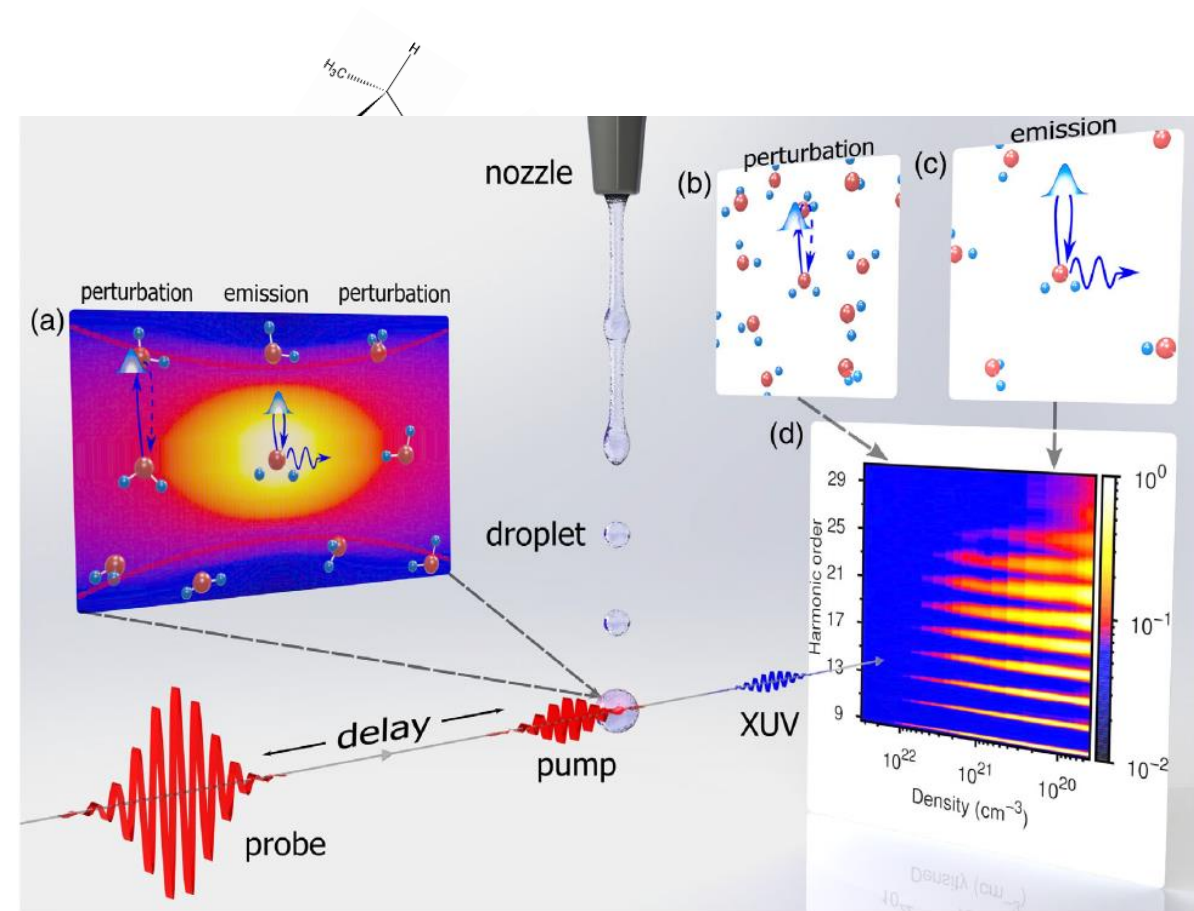 H
H₃C
nozzle
(b)
perturbation
(c)
emission
perturbation emission perturbation
(a)
(d)
droplet
Harmonic order
29
25
21
17
13
9
10⁰
10⁻¹
10⁻²
10²²
10²¹
10²⁰
Density (cm⁻³)
delay
pump
XUV
probe